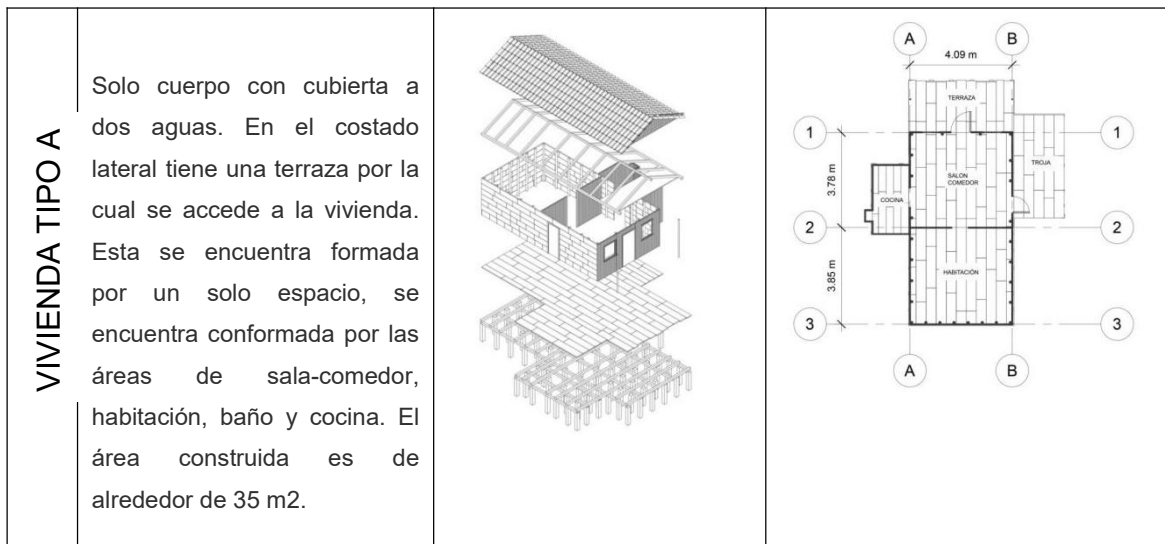 VIVIENDA TIPO A
Solo cuerpo con cubierta a
dos aguas. En el costado
lateral tiene una terraza por la
cual se accede a la vivienda.
Esta se encuentra formada
por un solo espacio, se
encuentra conformada por las
áreas de sala-comedor,
habitación, baño y cocina. El
área construida es de
alrededor de 35 m2.
A B
4.09 m
TERRAZA
1 1
TROJA
3.78 m
SALON
COMEDOR
COCINA
2 2
3.85 m
HABITACIÓN
3 3
A B